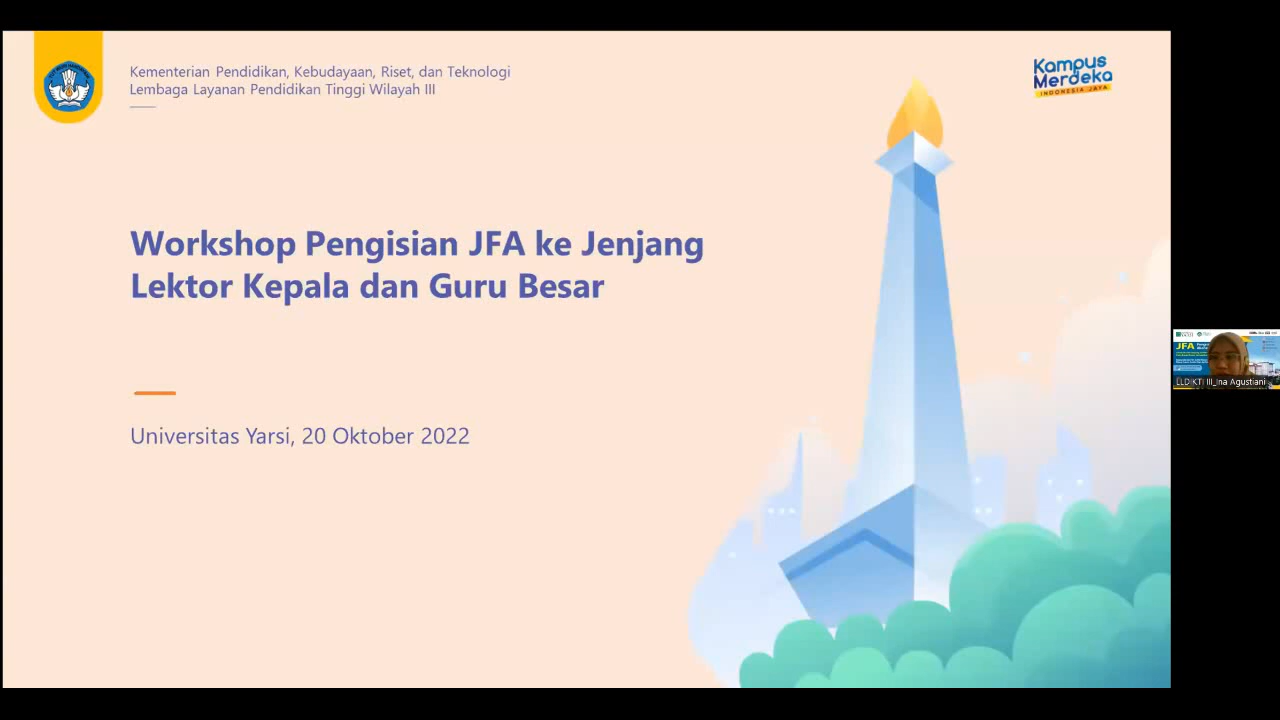 Kementerian Pendidikan, Kebudayaan, Riset, dan Teknologi
Lembaga Layanan Pendidikan Tinggi Wilayah III
Kampus
Merdeka
INDONESIA JAYA
Workshop Pengisian JFA ke Jenjang
Lektor Kepala dan Guru Besar
Universitas Yarsi, 20 Oktober 2022
JFA
LLDIKTI III_Ina Agustiani